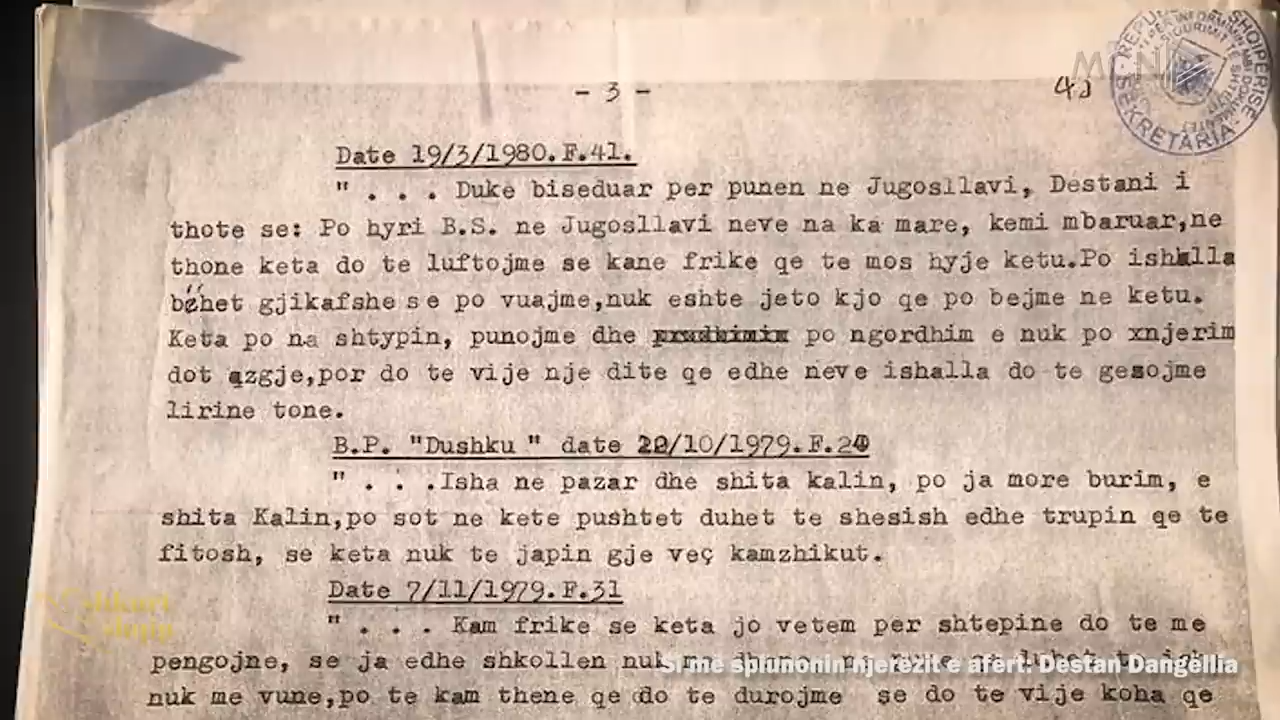 - 3 -
Date 19/3/1980.F.41.
" . . . Duke biseduar per punen ne Jugosllavi, Destani i
thote se: Po hyri B.S. ne Jugosllavi neve na ka mare, kemi mbaruar,ne
thone keta do te luftojme se kane frike qe te mos hyje ketu.Po ishalla
behet gjikafshe se po vuajme,nuk eshte jeto kjo qe po bejme ne ketu.
Keta po na shtypin, punojme dhe po ngordhim e nuk po xnjerim
dot azgje,por do te vije nje dite qe edhe neve ishalla do te gesojme
lirine tone.
B.P. "Dushku " date /10/1979.F.
" . . .Isha ne pazar dhe shita kalin, po ja more burim, e
shita Kalin,po sot ne kete pushtet duhet te shesish edhe trupin qe te
fitosh, se keta nuk te japin gje veç kamzhikut.
Date 7/11/1979.F.31
" . . . Kam frike se keta jo vetem per shtepine do te me
pengojne, se ja edhe shkollen
nuk me vune,po te kam thene qe do te durojme se do te vije koha qe
SEKRETARIA
Si me spiunonin njerezit e afert: Destan Dangëllia